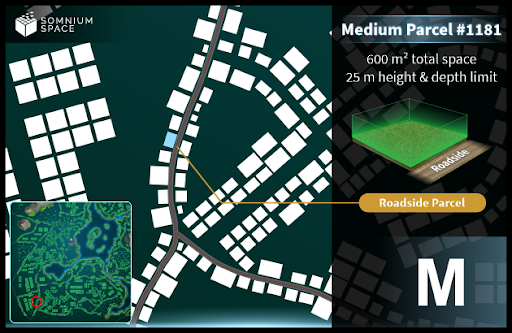 SOMNIUM
SPACE
Medium Parcel #1181
600 m² total space
25 m height & depth limit
Roadside
Roadside Parcel
M